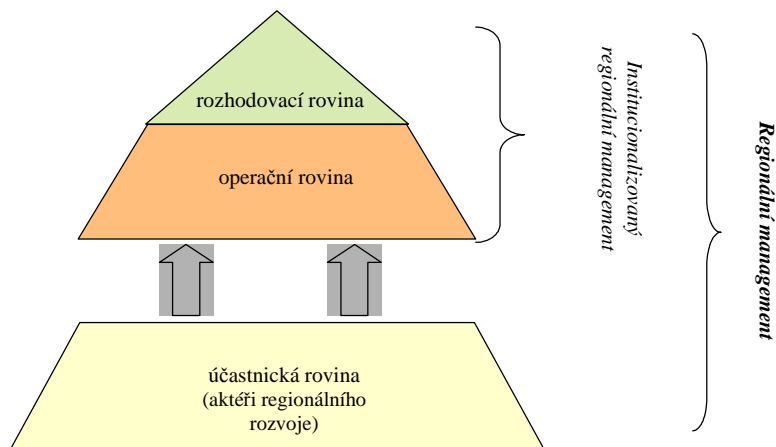 rozhodovací rovina
operační rovina
účastnická rovina
(aktéři regionálního
rozvoje)
Institucionalizovaný
regionální management
Regionální management